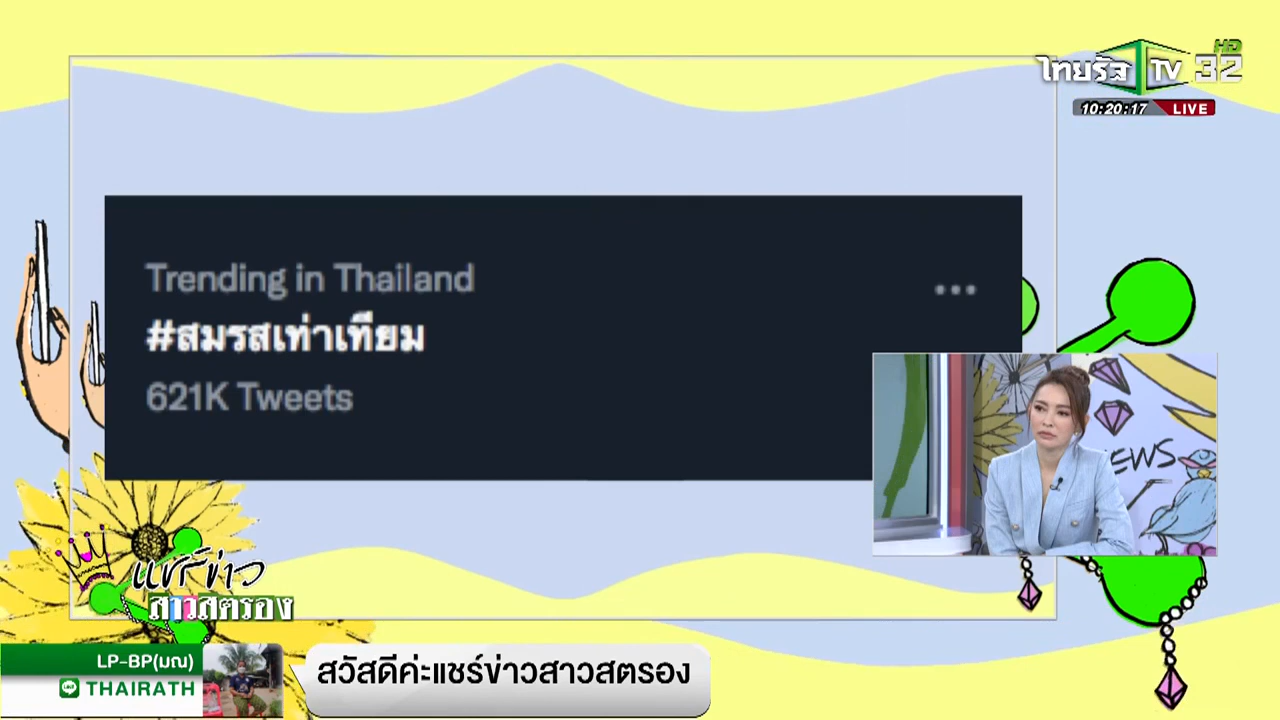 ไทยรัฐ TV HD 32
10:20:17 LIVE
Trending in Thailand
#สมรสเท่าเทียม
621K Tweets
NEWS
แชร์ข่าว
สาวสตรอง
LP-BP(มณ)
LINE THAIRATH
สวัสดีค่ะแชร์ข่าวสาวสตรอง